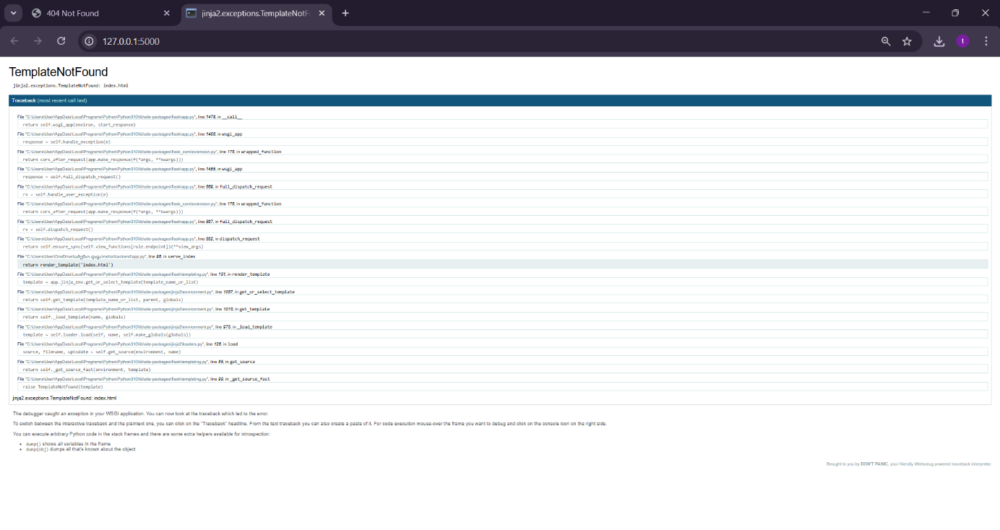 404 Not Found
jinja2.exceptions.TemplateNotF
127.0.0.1:5000
t
TemplateNotFound
jinja2.exceptions.TemplateNotFound: index.html
Traceback (most recent call last)
File "C:\Users\User\AppData\Local\Programs\Python\Python310\lib\site-packages\flask\app.py", line 1478, in __call__
return self.wsgi_app(environ, start_response)
File "C:\Users\User\AppData\Local\Programs\Python\Python310\lib\site-packages\flask\app.py", line 1458, in wsgi_app
response = self.handle_exception(e)
File "C:\Users\User\AppData\Local\Programs\Python\Python310\lib\site-packages\flask_cors\extension.py", line 176, in wrapped_function
return cors_after_request(app.make_response(f(*args, **kwargs)))
File "C:\Users\User\AppData\Local\Programs\Python\Python310\lib\site-packages\flask\app.py", line 1455, in wsgi_app
response = self.full_dispatch_request()
File "C:\Users\User\AppData\Local\Programs\Python\Python310\lib\site-packages\flask\app.py", line 869, in full_dispatch_request
rv = self.handle_user_exception(e)
File "C:\Users\User\AppData\Local\Programs\Python\Python310\lib\site-packages\flask_cors\extension.py", line 176, in wrapped_function
return cors_after_request(app.make_response(f(*args, **kwargs)))
File "C:\Users\User\AppData\Local\Programs\Python\Python310\lib\site-packages\flask\app.py", line 867, in full_dispatch_request
rv = self.dispatch_request()
File "C:\Users\User\AppData\Local\Programs\Python\Python310\lib\site-packages\flask\app.py", line 852, in dispatch_request
return self.ensure_sync(self.view_functions[rule.endpoint])(**view_args)
File "C:\Users\User\OneDrive\ line in serve_index
return render_template('index.html')
File "C:\Users\User\AppData\Local\Programs\Python\Python310\lib\site-packages\flask\templating.py", line 151, in render_template
template = app.jinja_env.get_or_select_template(template_name_or_list)
File "C:\Users\User\AppData\Local\Programs\Python\Python310\lib\site-packages\jinja2\environment.py", line 1087, in get_or_select_template
return self.get_template(template_name_or_list, parent, globals)
File "C:\Users\User\AppData\Local\Programs\Python\Python310\lib\site-packages\jinja2\environment.py", line 1016, in get_template
return self._load_template(name, globals)
File "C:\Users\User\AppData\Local\Programs\Python\Python310\lib\site-packages\jinja2\environment.py", line 975, in _load_template
template = self.loader.load(self, name, self.make_globals(globals))
File "C:\Users\User\AppData\Local\Programs\Python\Python310\lib\site-packages\jinja2\loaders.py", line 126, in load
source, filename, uptodate = self.get_source(environment, name)
File "C:\Users\User\AppData\Local\Programs\Python\Python310\lib\site-packages\flask\templating.py", line 65, in get_source
return self._get_source_fast(environment, template)
File "C:\Users\User\AppData\Local\Programs\Python\Python310\lib\site-packages\flask\templating.py", line 99, in _get_source_fast
raise TemplateNotFound(template)
jinja2.exceptions.TemplateNotFound: index.html
The debugger caught an exception in your WSGI application. You can now look at the traceback which led to the error.
To switch between the interactive traceback and the plaintext one, you can click on the "Traceback" headline. From the text traceback you can also create a paste of it. For code execution mouse-over the frame you want to debug and click on the console icon on the right side.
You can execute arbitrary Python code in the stack frames and there are some extra helpers available for introspection:
• dump() shows all variables in the frame
• dump(obj) dumps all that's known about the object
Brought to you by DON'T PANIC, your friendly Werkzeug powered traceback interpreter.